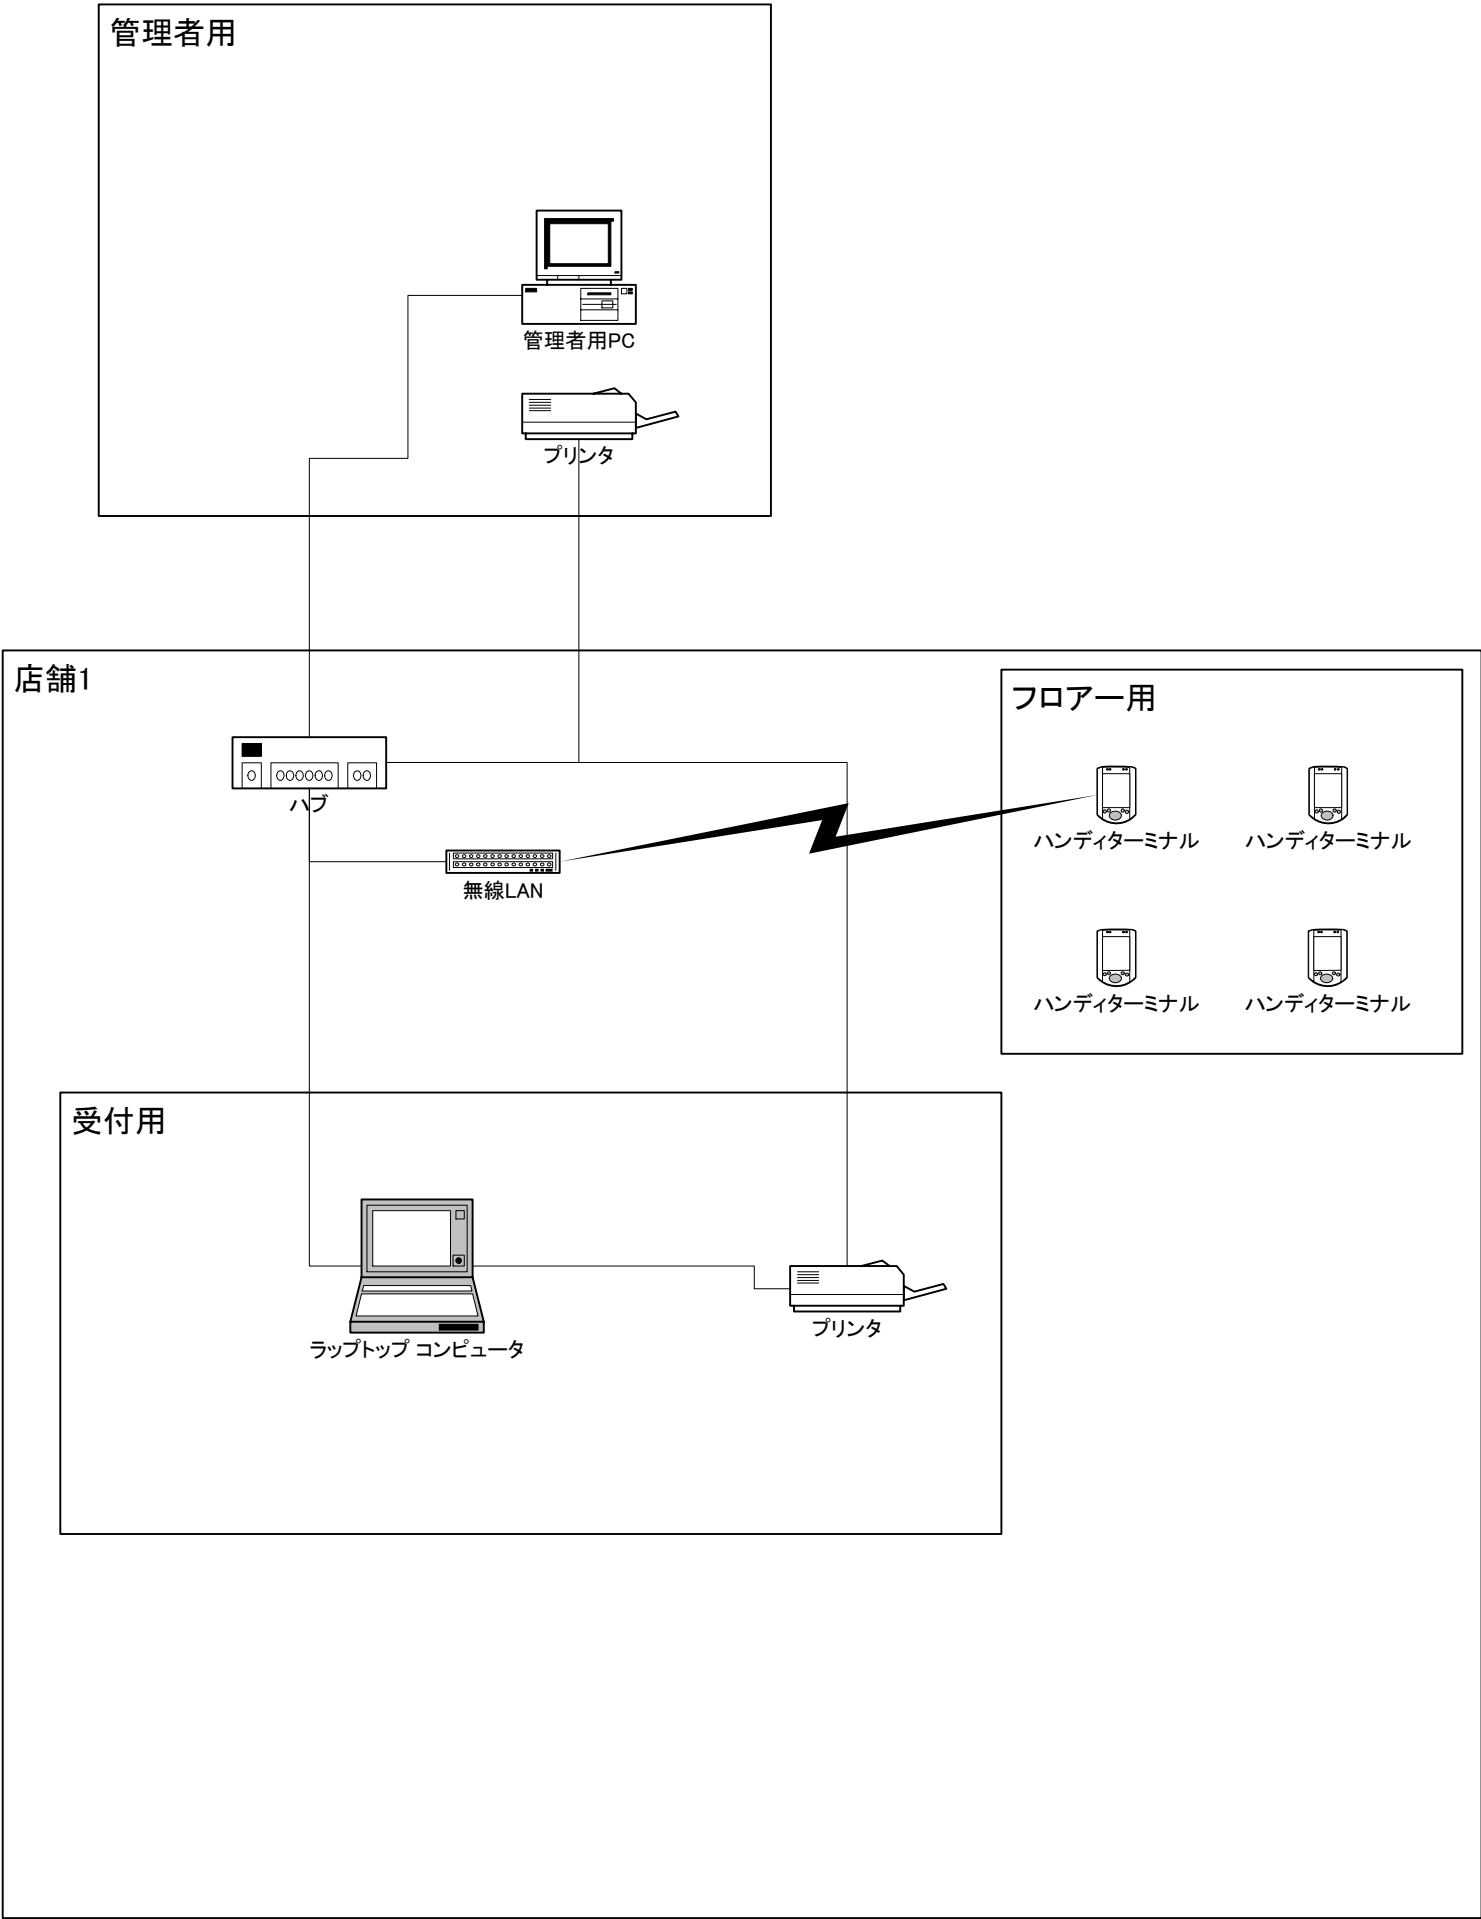 管理者用
管理者用PC
プリンタ
店舗1
フロアー用
ハブ
無線LAN
ハンディターミナル
ハンディターミナル
ハンディターミナル
ハンディターミナル
受付用
ラップトップ コンピュータ
プリンタ